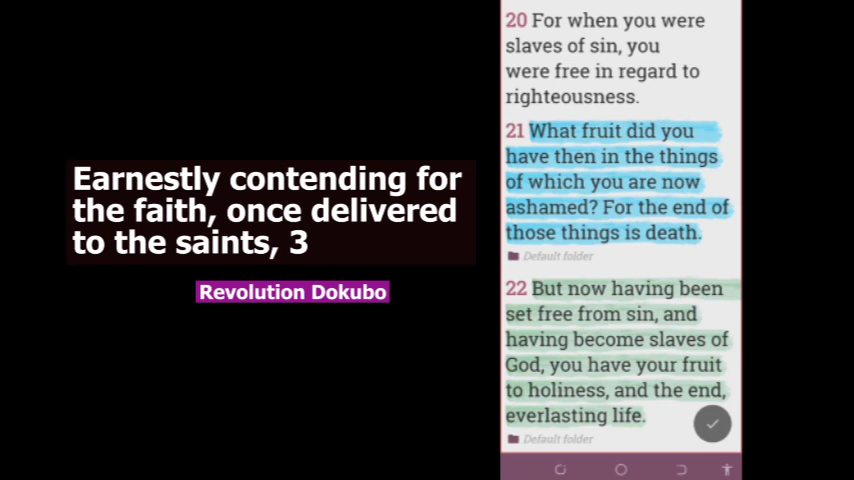 Earnestly contending for
the faith, once delivered
to the saints, 3
Revolution Dokubo
20 For when you were
slaves of sin, you
were free in regard to
righteousness.
21 What fruit did you
have then in the things
of which you are now
ashamed? For the end of
those things is death.
Default folder
22 But now having been
set free from sin, and
having become slaves of
God, you have your fruit
to holiness, and the end,
everlasting life.
Default folder